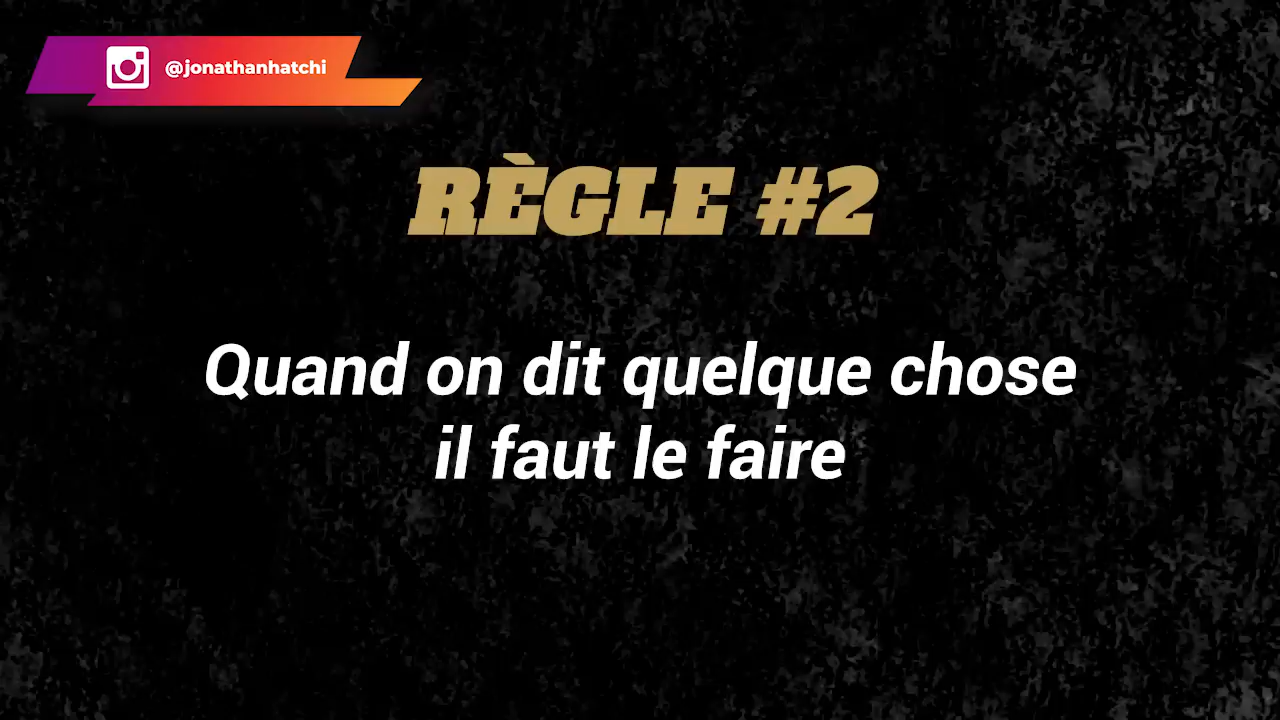 @jonathanhatchi
RÈGLE #2
Quand on dit quelque chose
il faut le faire